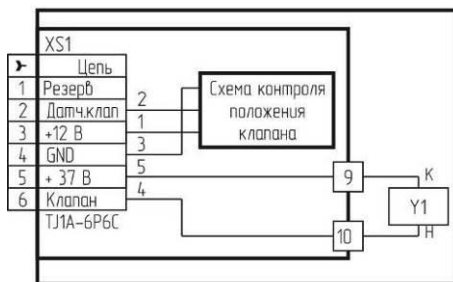 XS1
Цепь
1 Резерв
2 Датч.клап 2
3 +12 В 1
4 GND 3
5 + 37 В 5
6 Клапан 4
TJ1A-6P6C
Схема контроля
положения
клапана
9 К
Y1
10 Н